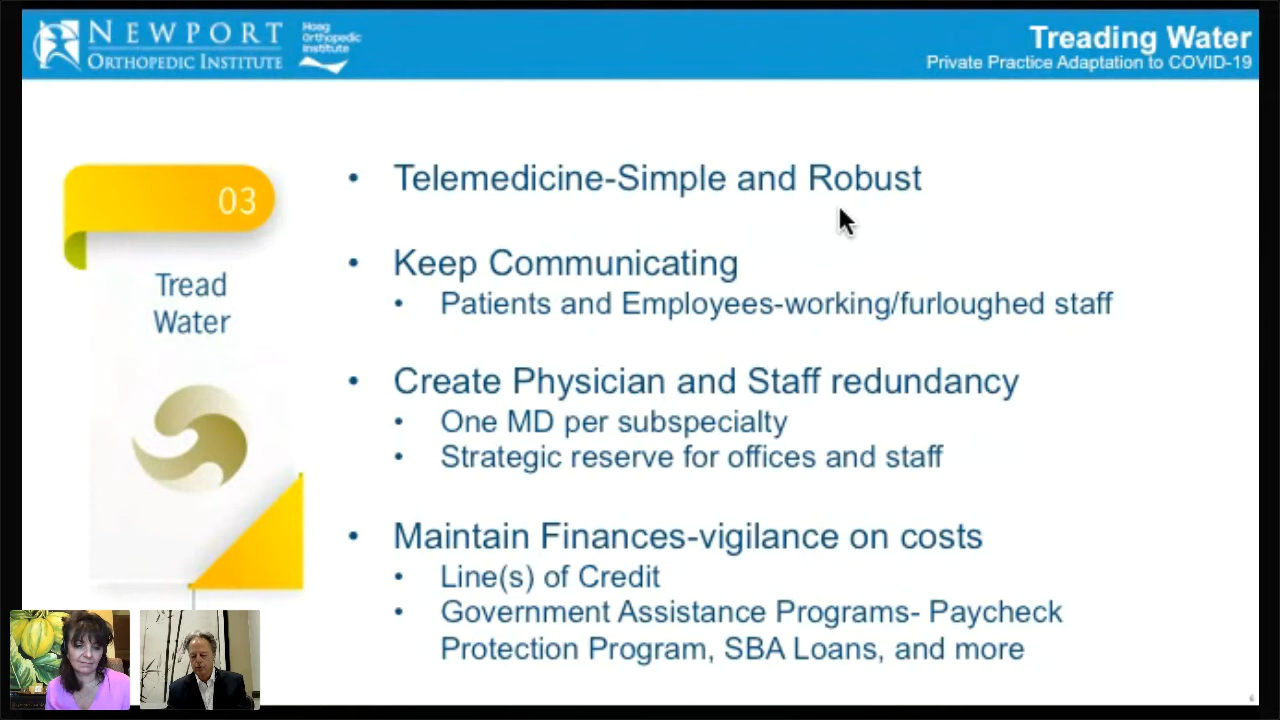 NEWPORT
ORTHOPEDIC INSTITUTE
Hoag
Orthopedic
Institute
Treading Water
Private Practice Adaptation to COVID-19
03
Tread
Water
• Telemedicine-Simple and Robust
• Keep Communicating
• Patients and Employees-working/furloughed staff
• Create Physician and Staff redundancy
• One MD per subspecialty
• Strategic reserve for offices and staff
• Maintain Finances-vigilance on costs
• Line(s) of Credit
• Government Assistance Programs- Paycheck
Protection Program, SBA Loans, and more